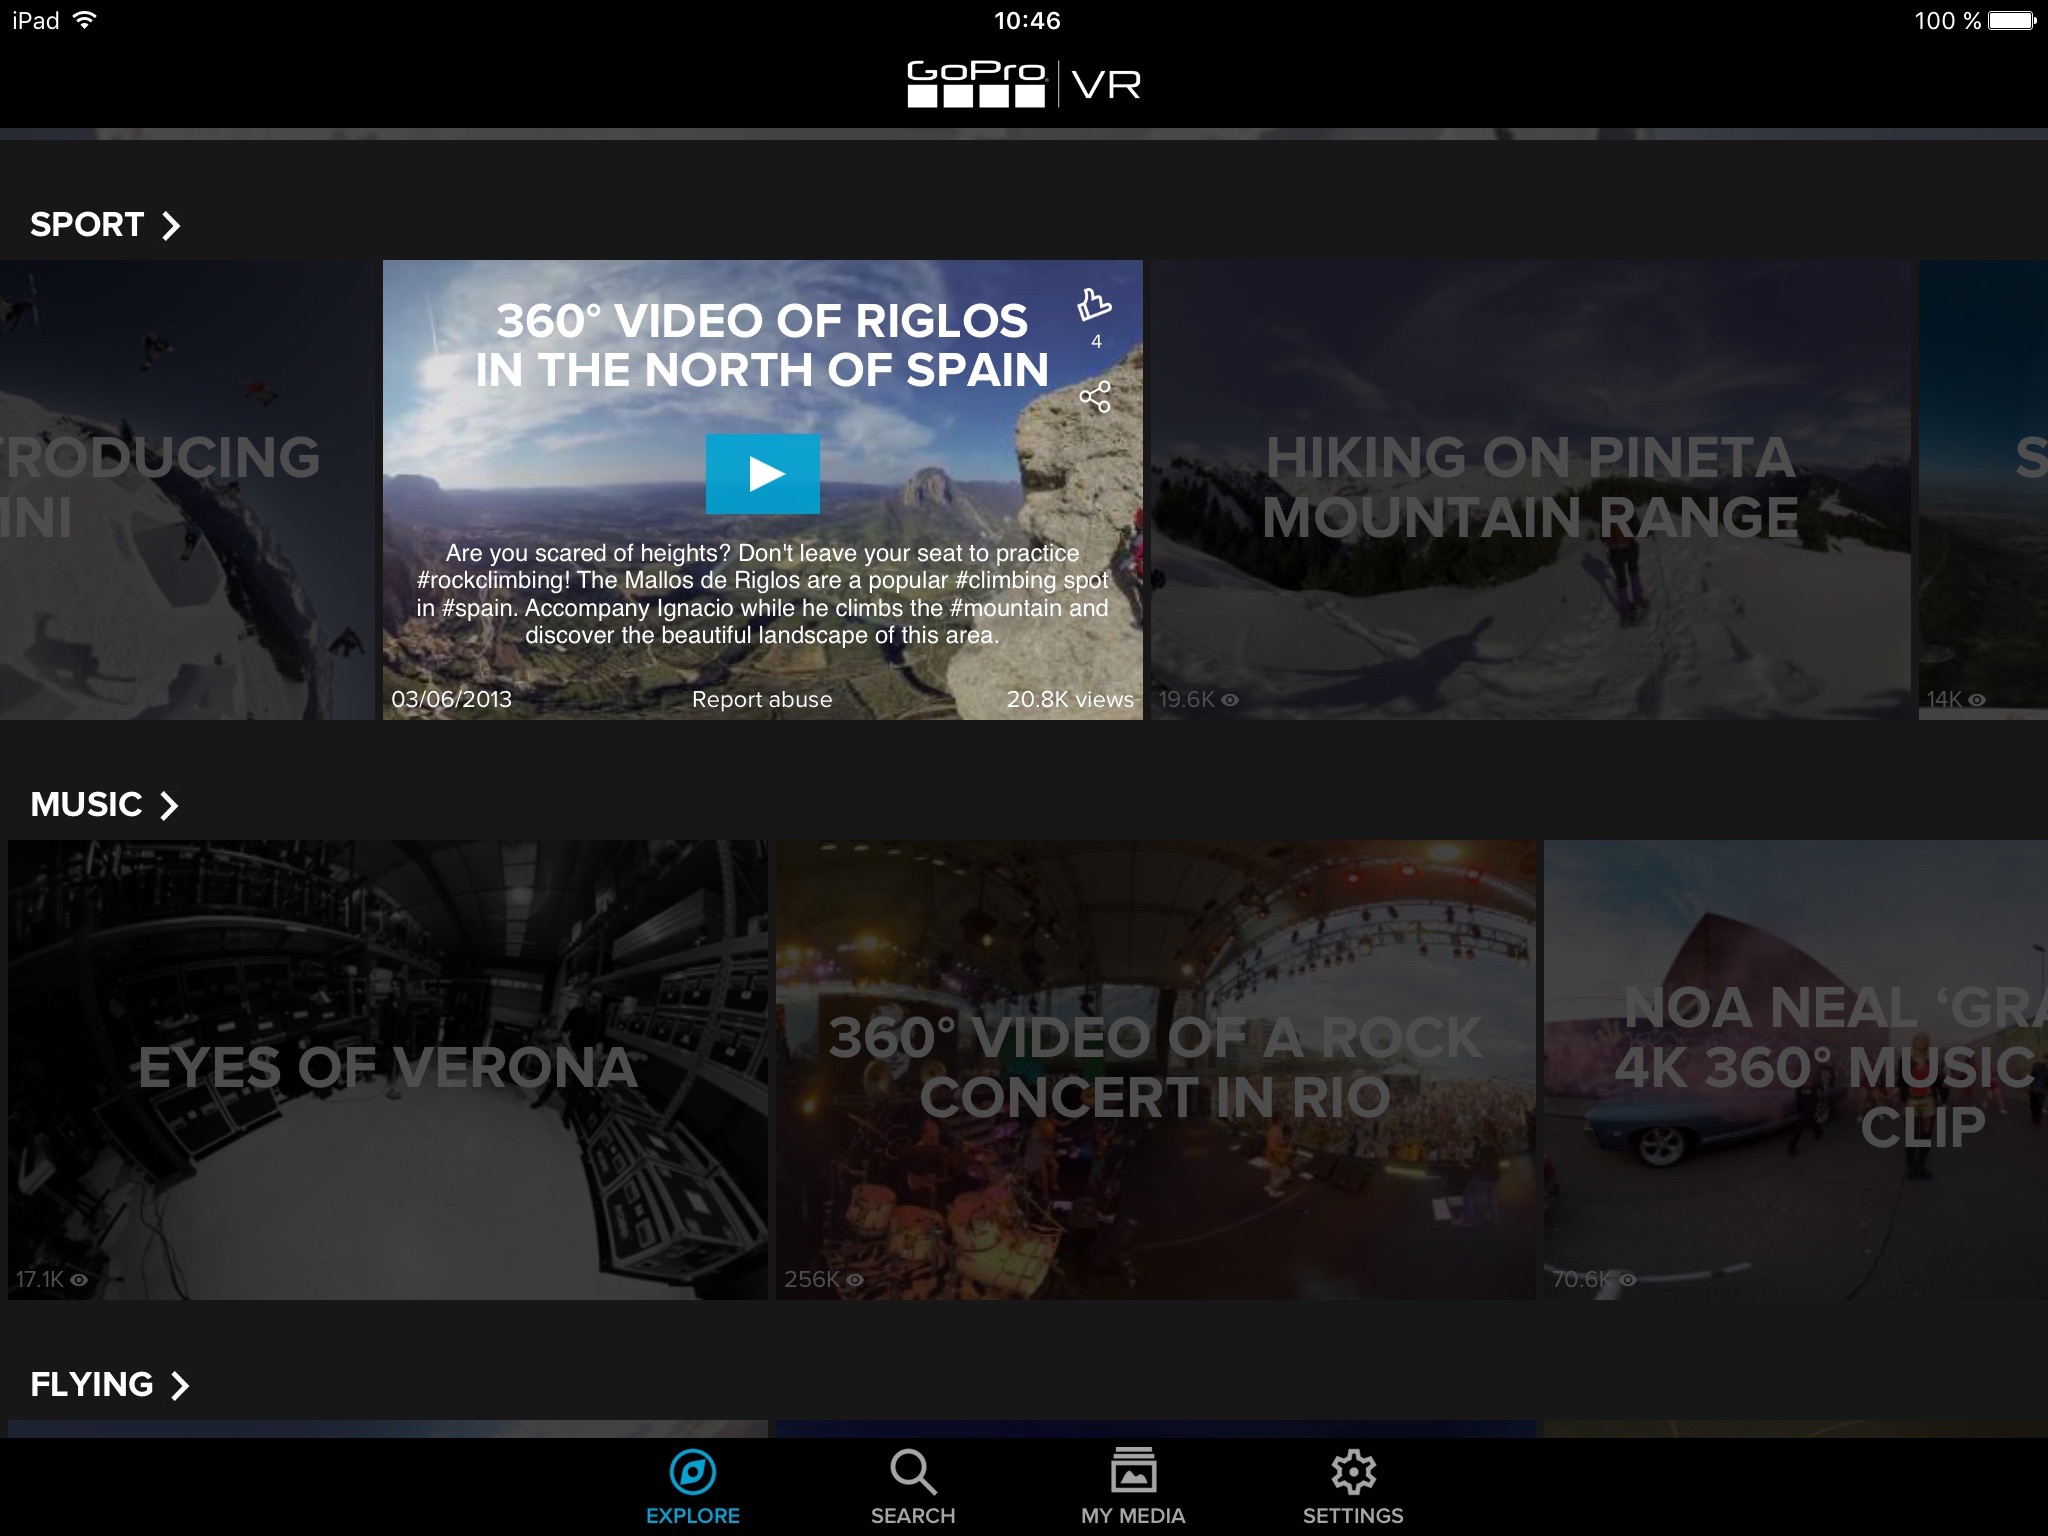 iPad 10:46 100 %
GoPro VR
SPORT
360° VIDEO OF RIGLOS
IN THE NORTH OF SPAIN
4
Are you scared of heights? Don't leave your seat to practice
#rockclimbing! The Mallos de Riglos are a popular #climbing spot
in #spain. Accompany Ignacio while he climbs the #mountain and
discover the beautiful landscape of this area.
03/06/2013 Report abuse 20.8K views
TRODUCING
MNI
HIKING ON PINETA
MOUNTAIN RANGE
19.6K
S
14K
MUSIC
EYES OF VERONA
17.1K
360° VIDEO OF A ROCK
CONCERT IN RIO
256K
NOA NEAL ‘GRA
4K 360° MUSIC
CLIP
70.6K
FLYING
EXPLORE SEARCH MY MEDIA SETTINGS